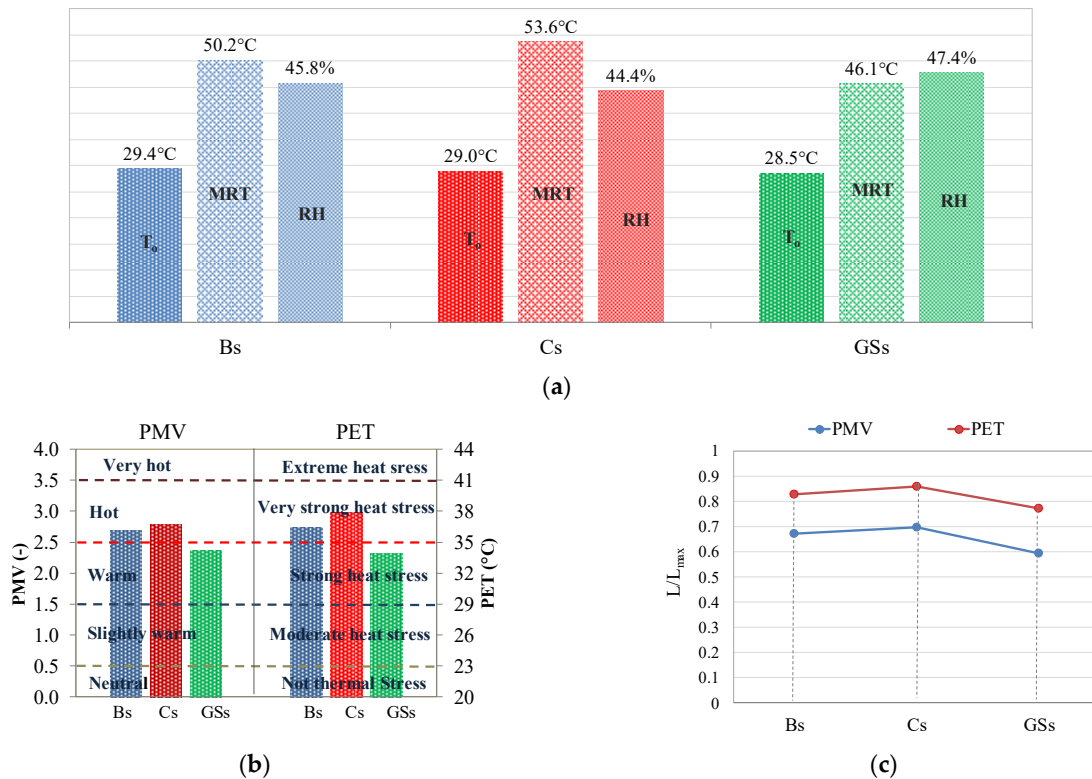 50.2°C
53.6°C
45.8%
44.4%
46.1°C
47.4%
29.4°C
29.0°C
28.5°C
MRT
MRT
MRT
RH
RH
RH
To
To
To
Bs
Cs
GSs
(a)
PMV
PET
4.0
3.5
3.0
2.5
2.0
1.5
1.0
0.5
0.0
PMV (-)
Very hot
Hot
Warm
Slightly warm
Neutral
Extreme heat sress
Very strong heat stress
Strong heat stress
Moderate heat stress
Not thermal Stress
44
41
38
35
32
29
26
23
20
PET (°C)
Bs
Cs
GSs
Bs
Cs
GSs
(b)
PMV
PET
1
0.9
0.8
0.7
0.6
0.5
0.4
0.3
0.2
0.1
0
L/Lmax
Bs
Cs
GSs
(c)